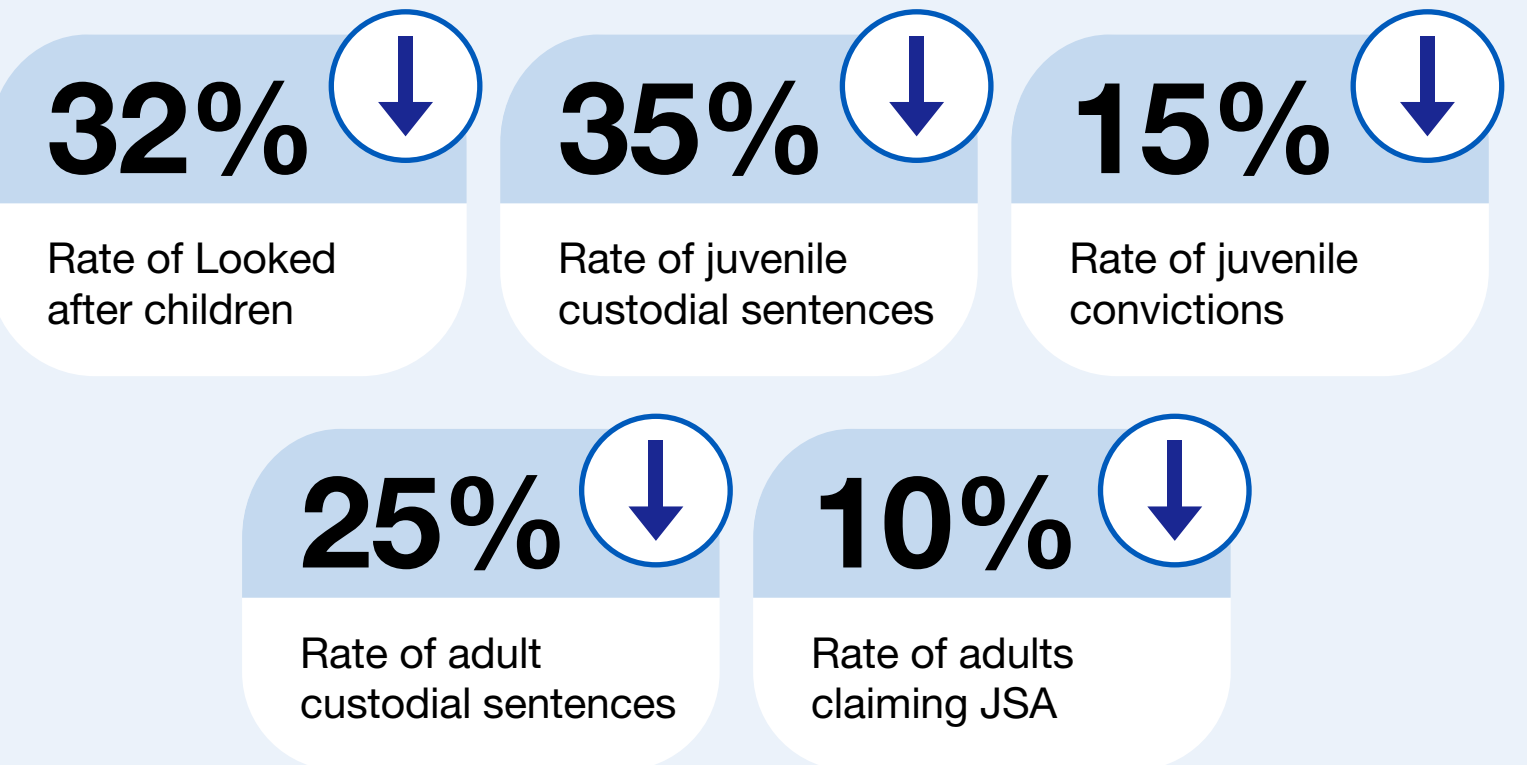 32%
Rate of Looked
after children
35%
Rate of juvenile
custodial sentences
15%
Rate of juvenile
convictions
25%
Rate of adult
custodial sentences
10%
Rate of adults
claiming JSA